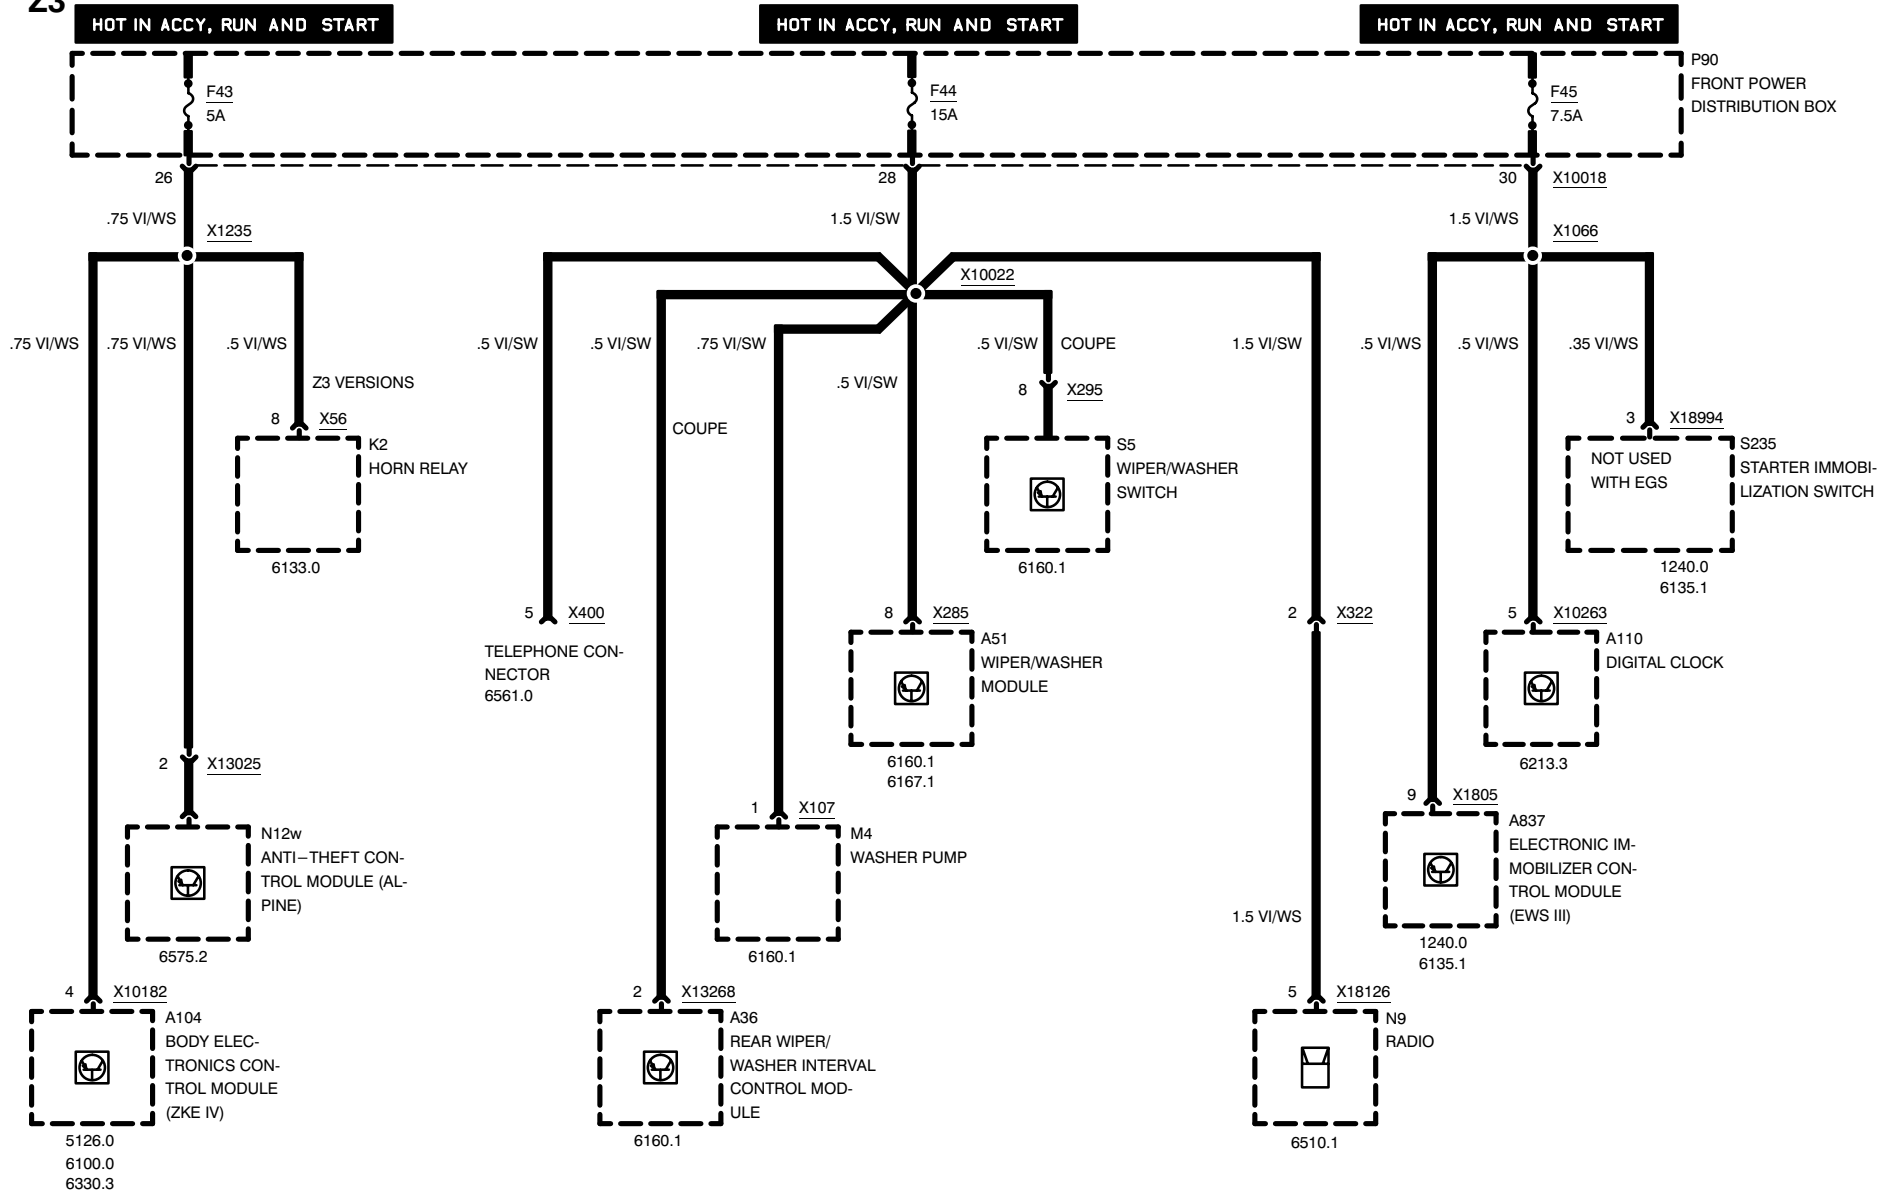 Z3
HOT IN ACCY, RUN AND START
HOT IN ACCY, RUN AND START
HOT IN ACCY, RUN AND START
P90
FRONT POWER
DISTRIBUTION BOX
F43
5A
F44
15A
F45
7.5A
26
28
30
X10018
.75 VI/WS
1.5 VI/SW
1.5 VI/WS
X1235
X10022
X1066
.75 VI/WS
.75 VI/WS
.5 VI/WS
.5 VI/SW
.5 VI/SW
.75 VI/SW
.5 VI/SW
.5 VI/SW
COUPE
1.5 VI/SW
.5 VI/WS
.5 VI/WS
.35 VI/WS
Z3 VERSIONS
8
X56
K2
HORN RELAY
6133.0
COUPE
8
X295
S5
WIPER/WASHER
SWITCH
6160.1
3
X18994
NOT USED
WITH EGS
S235
STARTER IMMOBI-
LIZATION SWITCH
1240.0
6135.1
5
X400
TELEPHONE CON-
NECTOR
6561.0
8
X285
A51
WIPER/WASHER
MODULE
6160.1
6167.1
2
X322
5
X10263
A110
DIGITAL CLOCK
6213.3
2
X13025
N12w
ANTI−THEFT CON-
TROL MODULE (AL-
PINE)
6575.2
1
X107
M4
WASHER PUMP
6160.1
9
X1805
A837
ELECTRONIC IM-
MOBILIZER CON-
TROL MODULE
(EWS III)
1240.0
6135.1
1.5 VI/WS
4
X10182
A104
BODY ELEC-
TRONICS CON-
TROL MODULE
(ZKE IV)
5126.0
6100.0
6330.3
2
X13268
A36
REAR WIPER/
WASHER INTERVAL
CONTROL MOD-
ULE
6160.1
5
X18126
N9
RADIO
6510.1